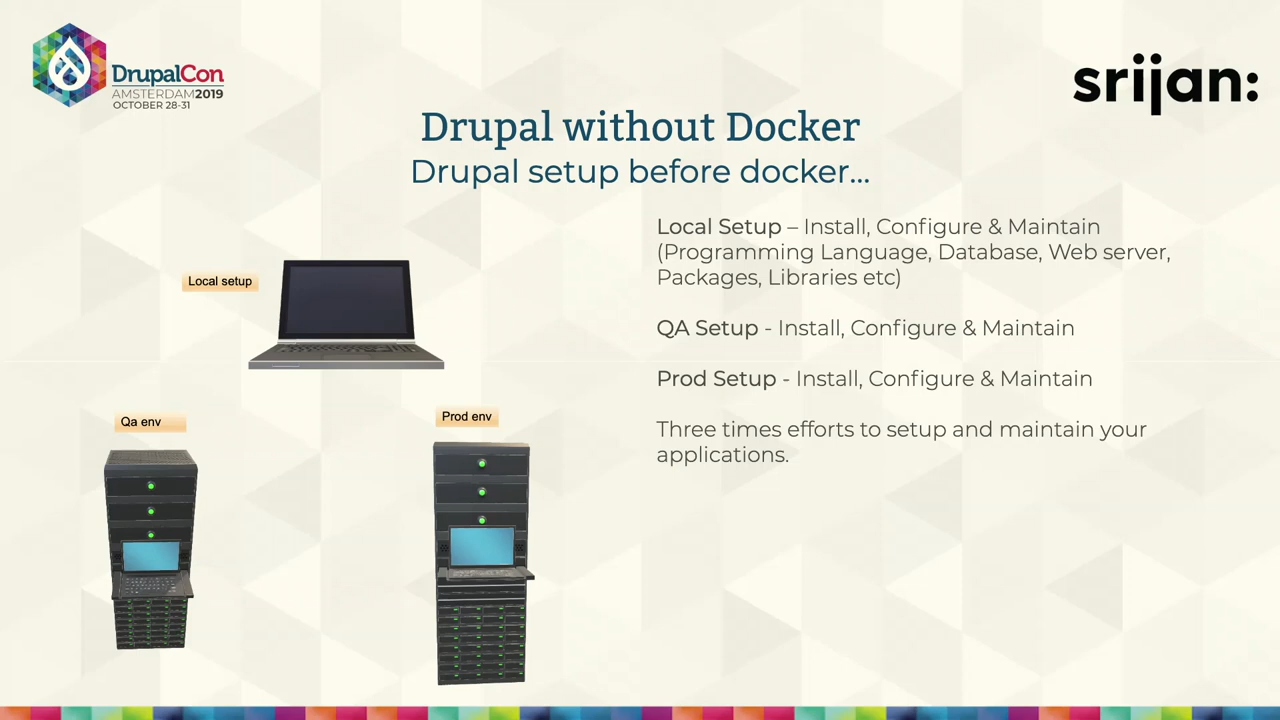 DrupalCon
AMSTERDAM2019
OCTOBER 28-31
srijan:
Drupal without Docker
Drupal setup before docker...
Local Setup – Install, Configure & Maintain
(Programming Language, Database, Web server,
Packages, Libraries etc)
QA Setup - Install, Configure & Maintain
Prod Setup - Install, Configure & Maintain
Three times efforts to setup and maintain your
applications.
Local setup
Qa env
Prod env